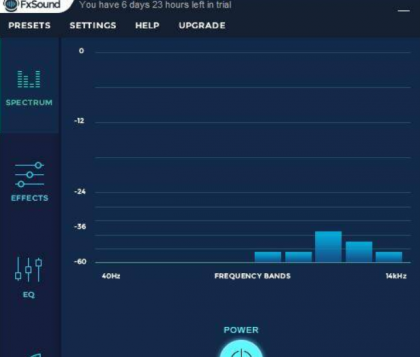 FxSound You have 6 days 23 hours left in trial
PRESETS SETTINGS HELP UPGRADE
0
SPECTRUM
-12
-24
EFFECTS
-36
-60
40Hz FREQUENCY BANDS 14kHz
EQ
POWER